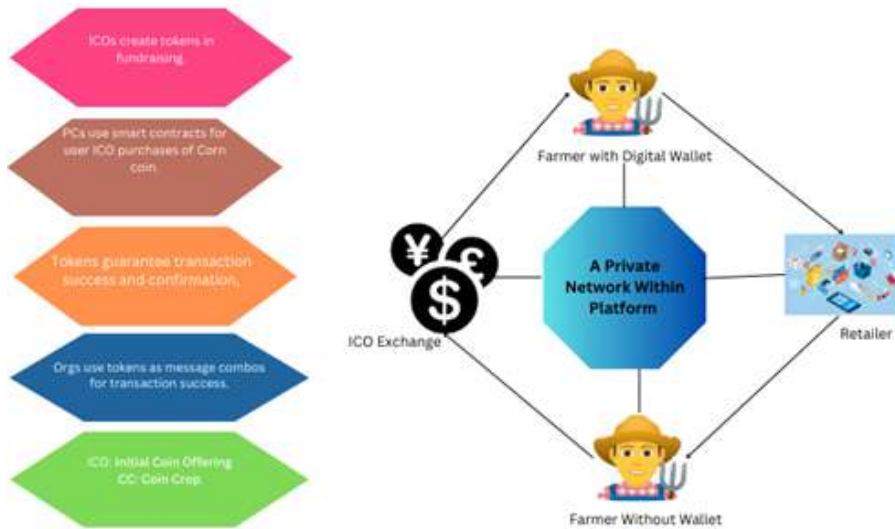 ICOs create tokens in
fundraising.
PCs use smart contracts for
user ICO purchases of Corn
coin
Tokens guarantee transaction
success and confirmation,
Orgs use tokens as message combos
for transaction success.
ICO: Initial Coin Offering
CC: Coin Crop
Farmer with Digital Wallet
¥
£
$
ICO Exchange
A Private
Network Within
Platform
Retailer
Farmer Without Wallet